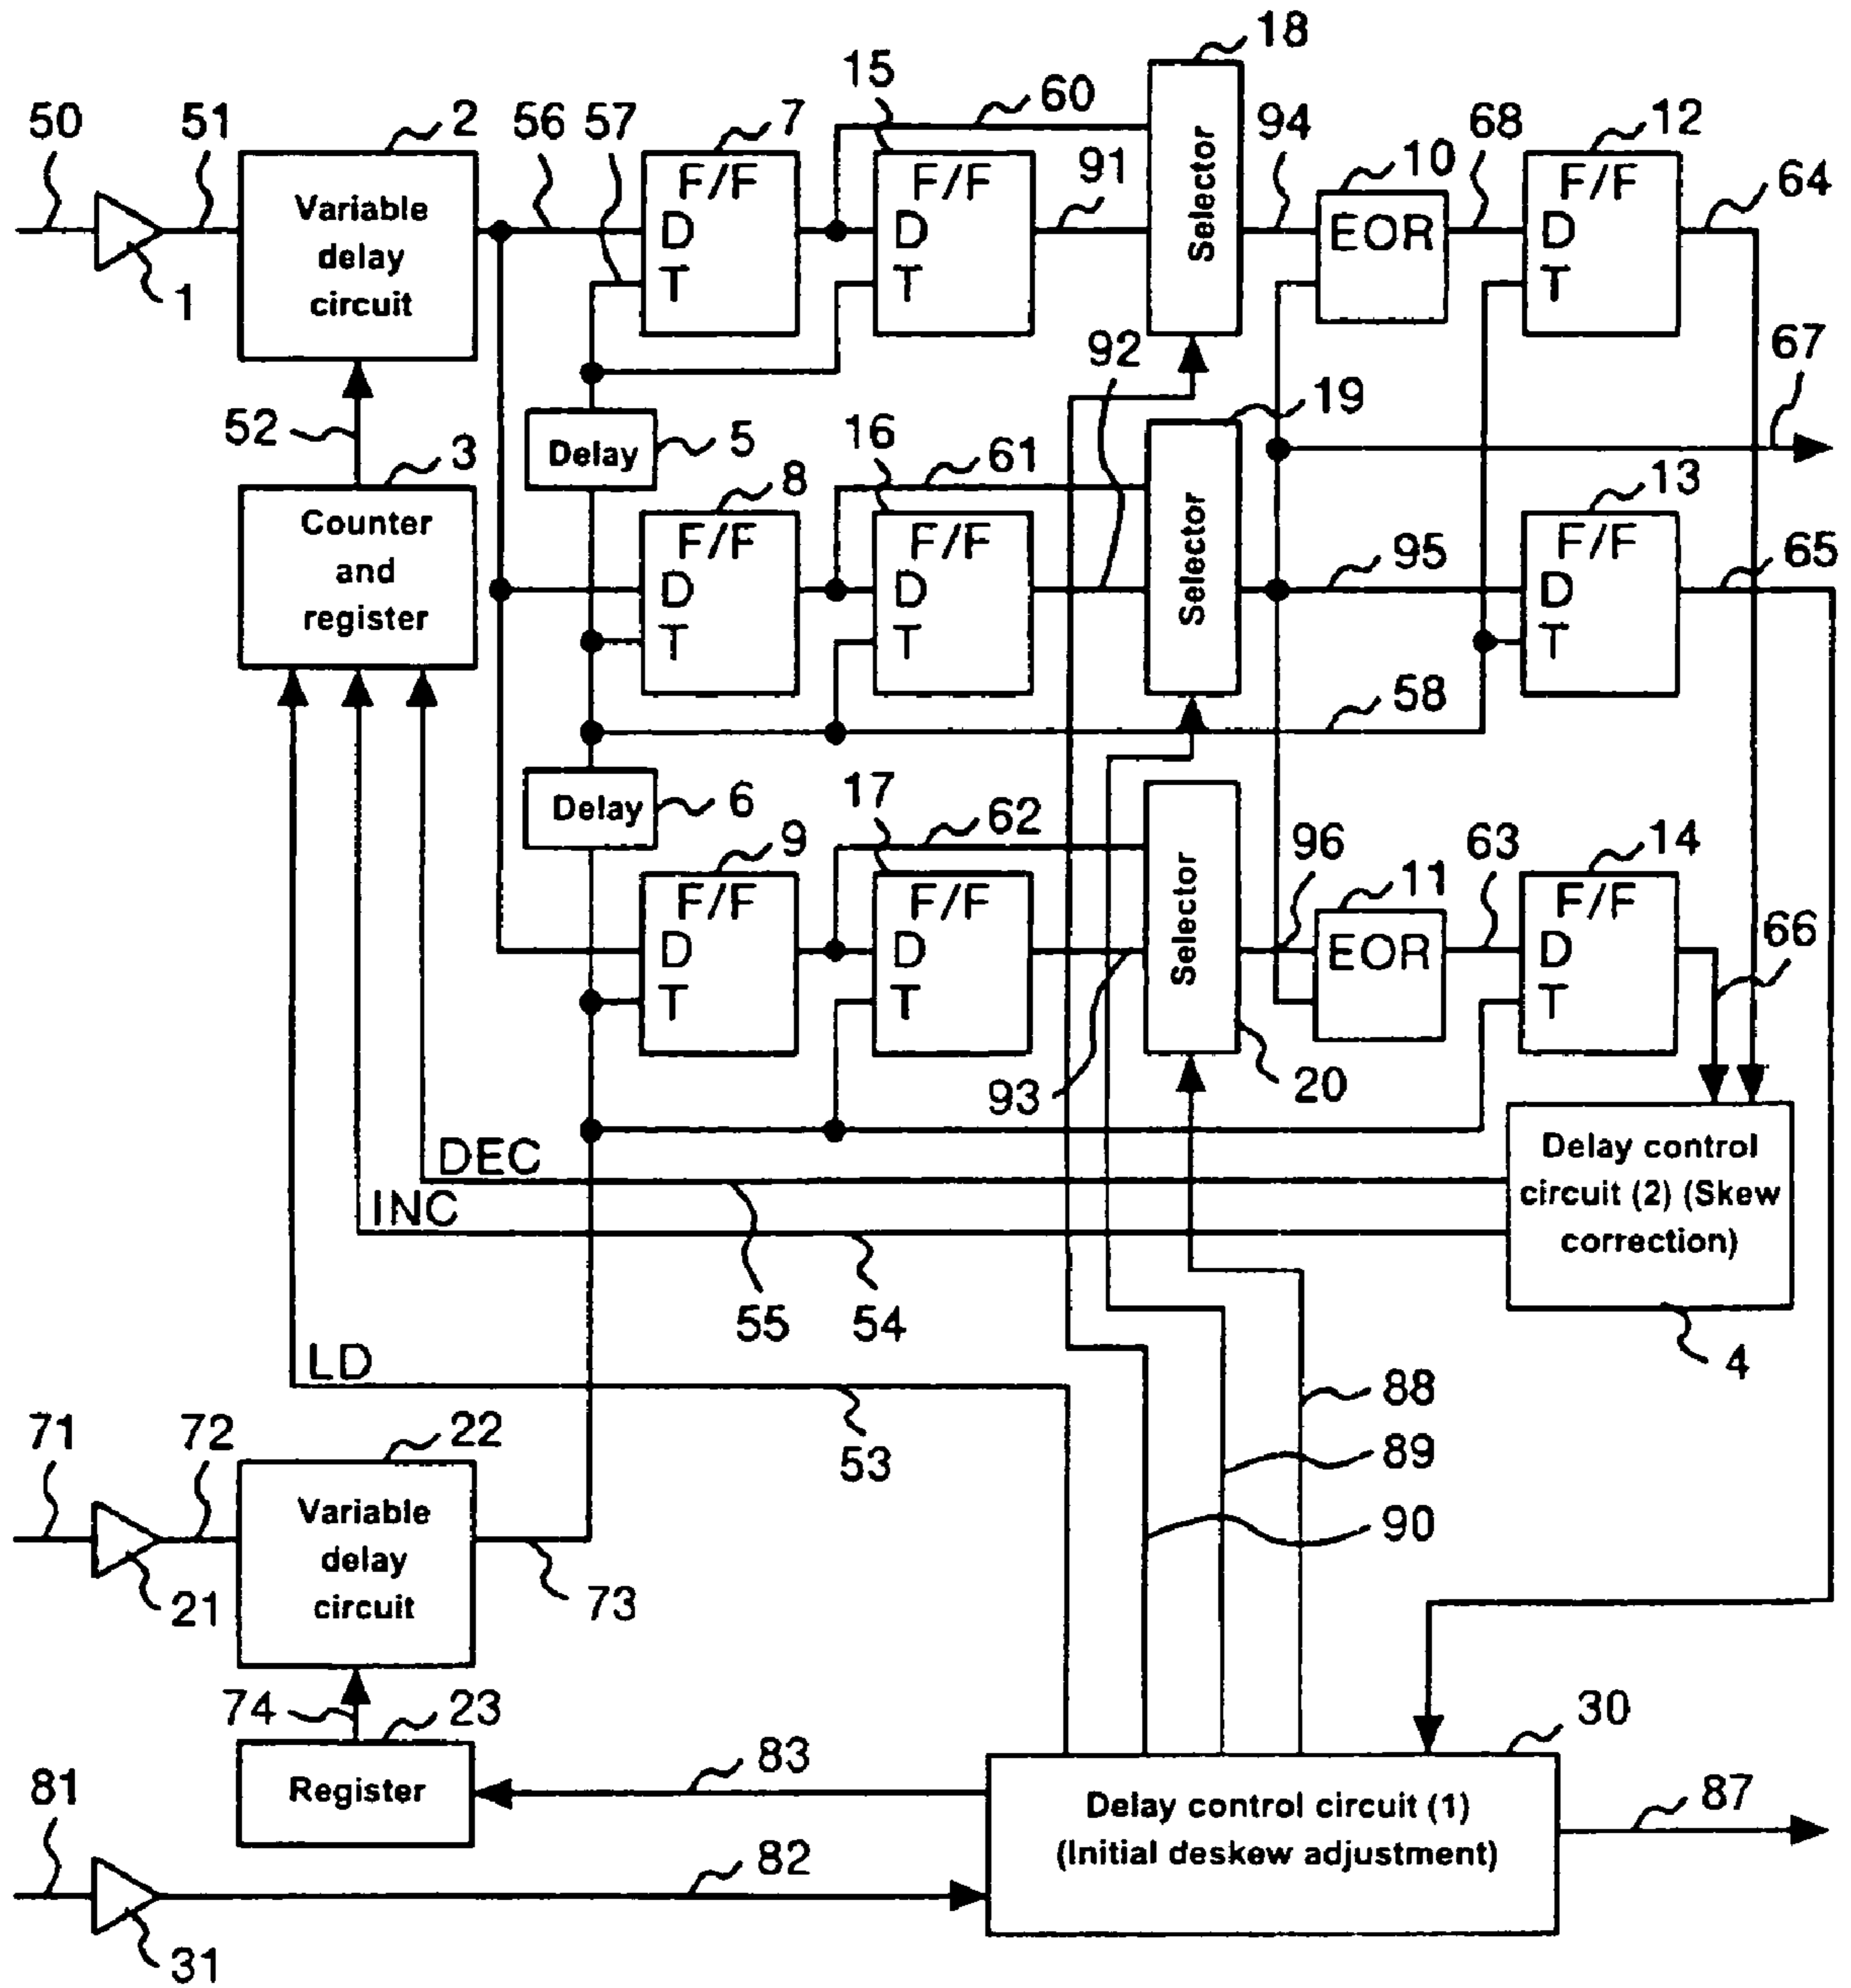 18
15
60
50
51
2
56
57
7
94
68
12
91
10
64
F/F
F/F
F/F
Variable
delay
circuit
D
T
D
T
Selector
EOR
D
T
1
92
67
52
3
Delay
5
16
61
19
8
13
Counter
and
register
F/F
F/F
F/F
D
T
D
T
Selector
95
D
T
65
58
Delay
6
17
62
9
96
63
14
11
F/F
F/F
F/F
66
D
T
D
T
Selector
EOR
D
T
93
20
DEC
INC
Delay control
circuit (2) (Skew
correction)
55
54
4
LD
53
88
89
90
71
72
22
Variable
delay
circuit
21
73
74
23
30
81
Register
83
87
Delay control circuit (1)
(Initial deskew adjustment)
82
31